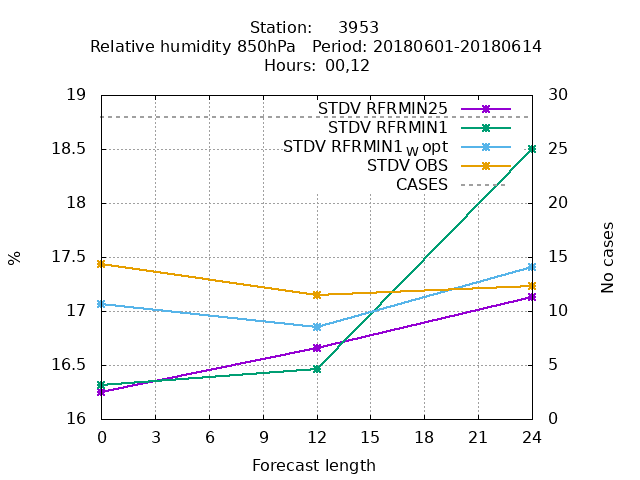 Station: 3953
Relative humidity 850hPa Period: 20180601-20180614
Hours: 00,12
19 30
STDV RFRMIN25
STDV RFRMIN1
18.5 25
STDV RFRMIN1 W opt
STDV OBS
CASES
18 20
17.5 15
%
No cases
17 10
16.5 5
16 0
0 3 6 9 12 15 18 21 24
Forecast length